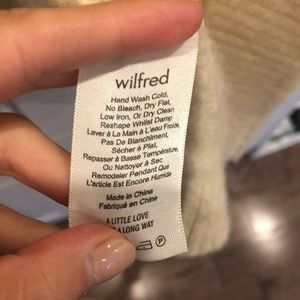 wilfred
Hand Wash Cold,
No Bleach, Dry Flat,
Low Iron, Or Dry Clean
Reshape Whilst Damp
Laver à La Main à L'eau Froide
Pas De Blanchiment,
Sécher à Plat,
Repasser à Basse Température,
Ou Nettoyer à Sec
Remodeler Pendant Que
L'article Est Encore Humide
Made in China
Fabriqué en Chine
A LITTLE LOVE
A LONG WAY
P